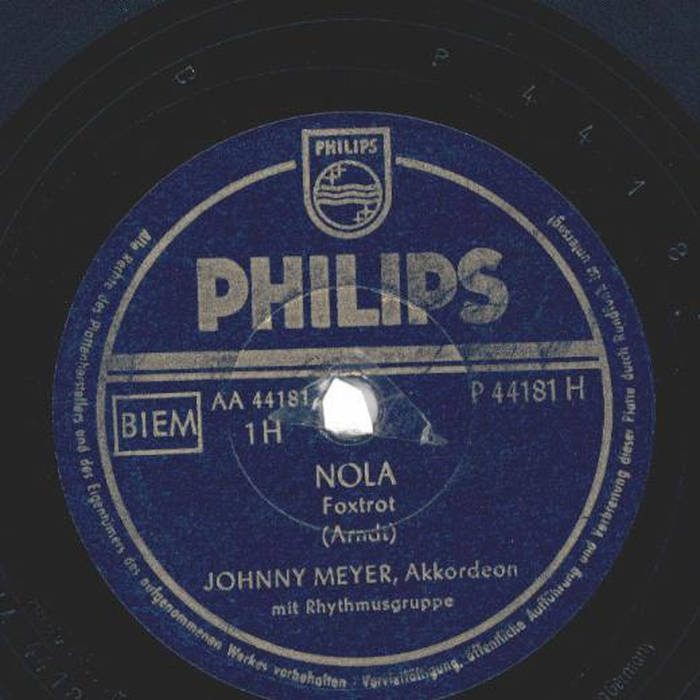 PHILIPS
PHILIPS
BIEM
AA 44181
1H
P 44181 H
NOLA
Foxtrot
(Arndt)
JOHNNY MEYER, Akkordeon
mit Rhythmusgruppe
Alle Rechte des Plattenherstellers und des Eigentümers des aufgenommenen Werkes vorbehalten · Vervielfältigung, öffentliche Aufführung und Verbreitung dieser Platte durch Rundfunk ist untersagt!